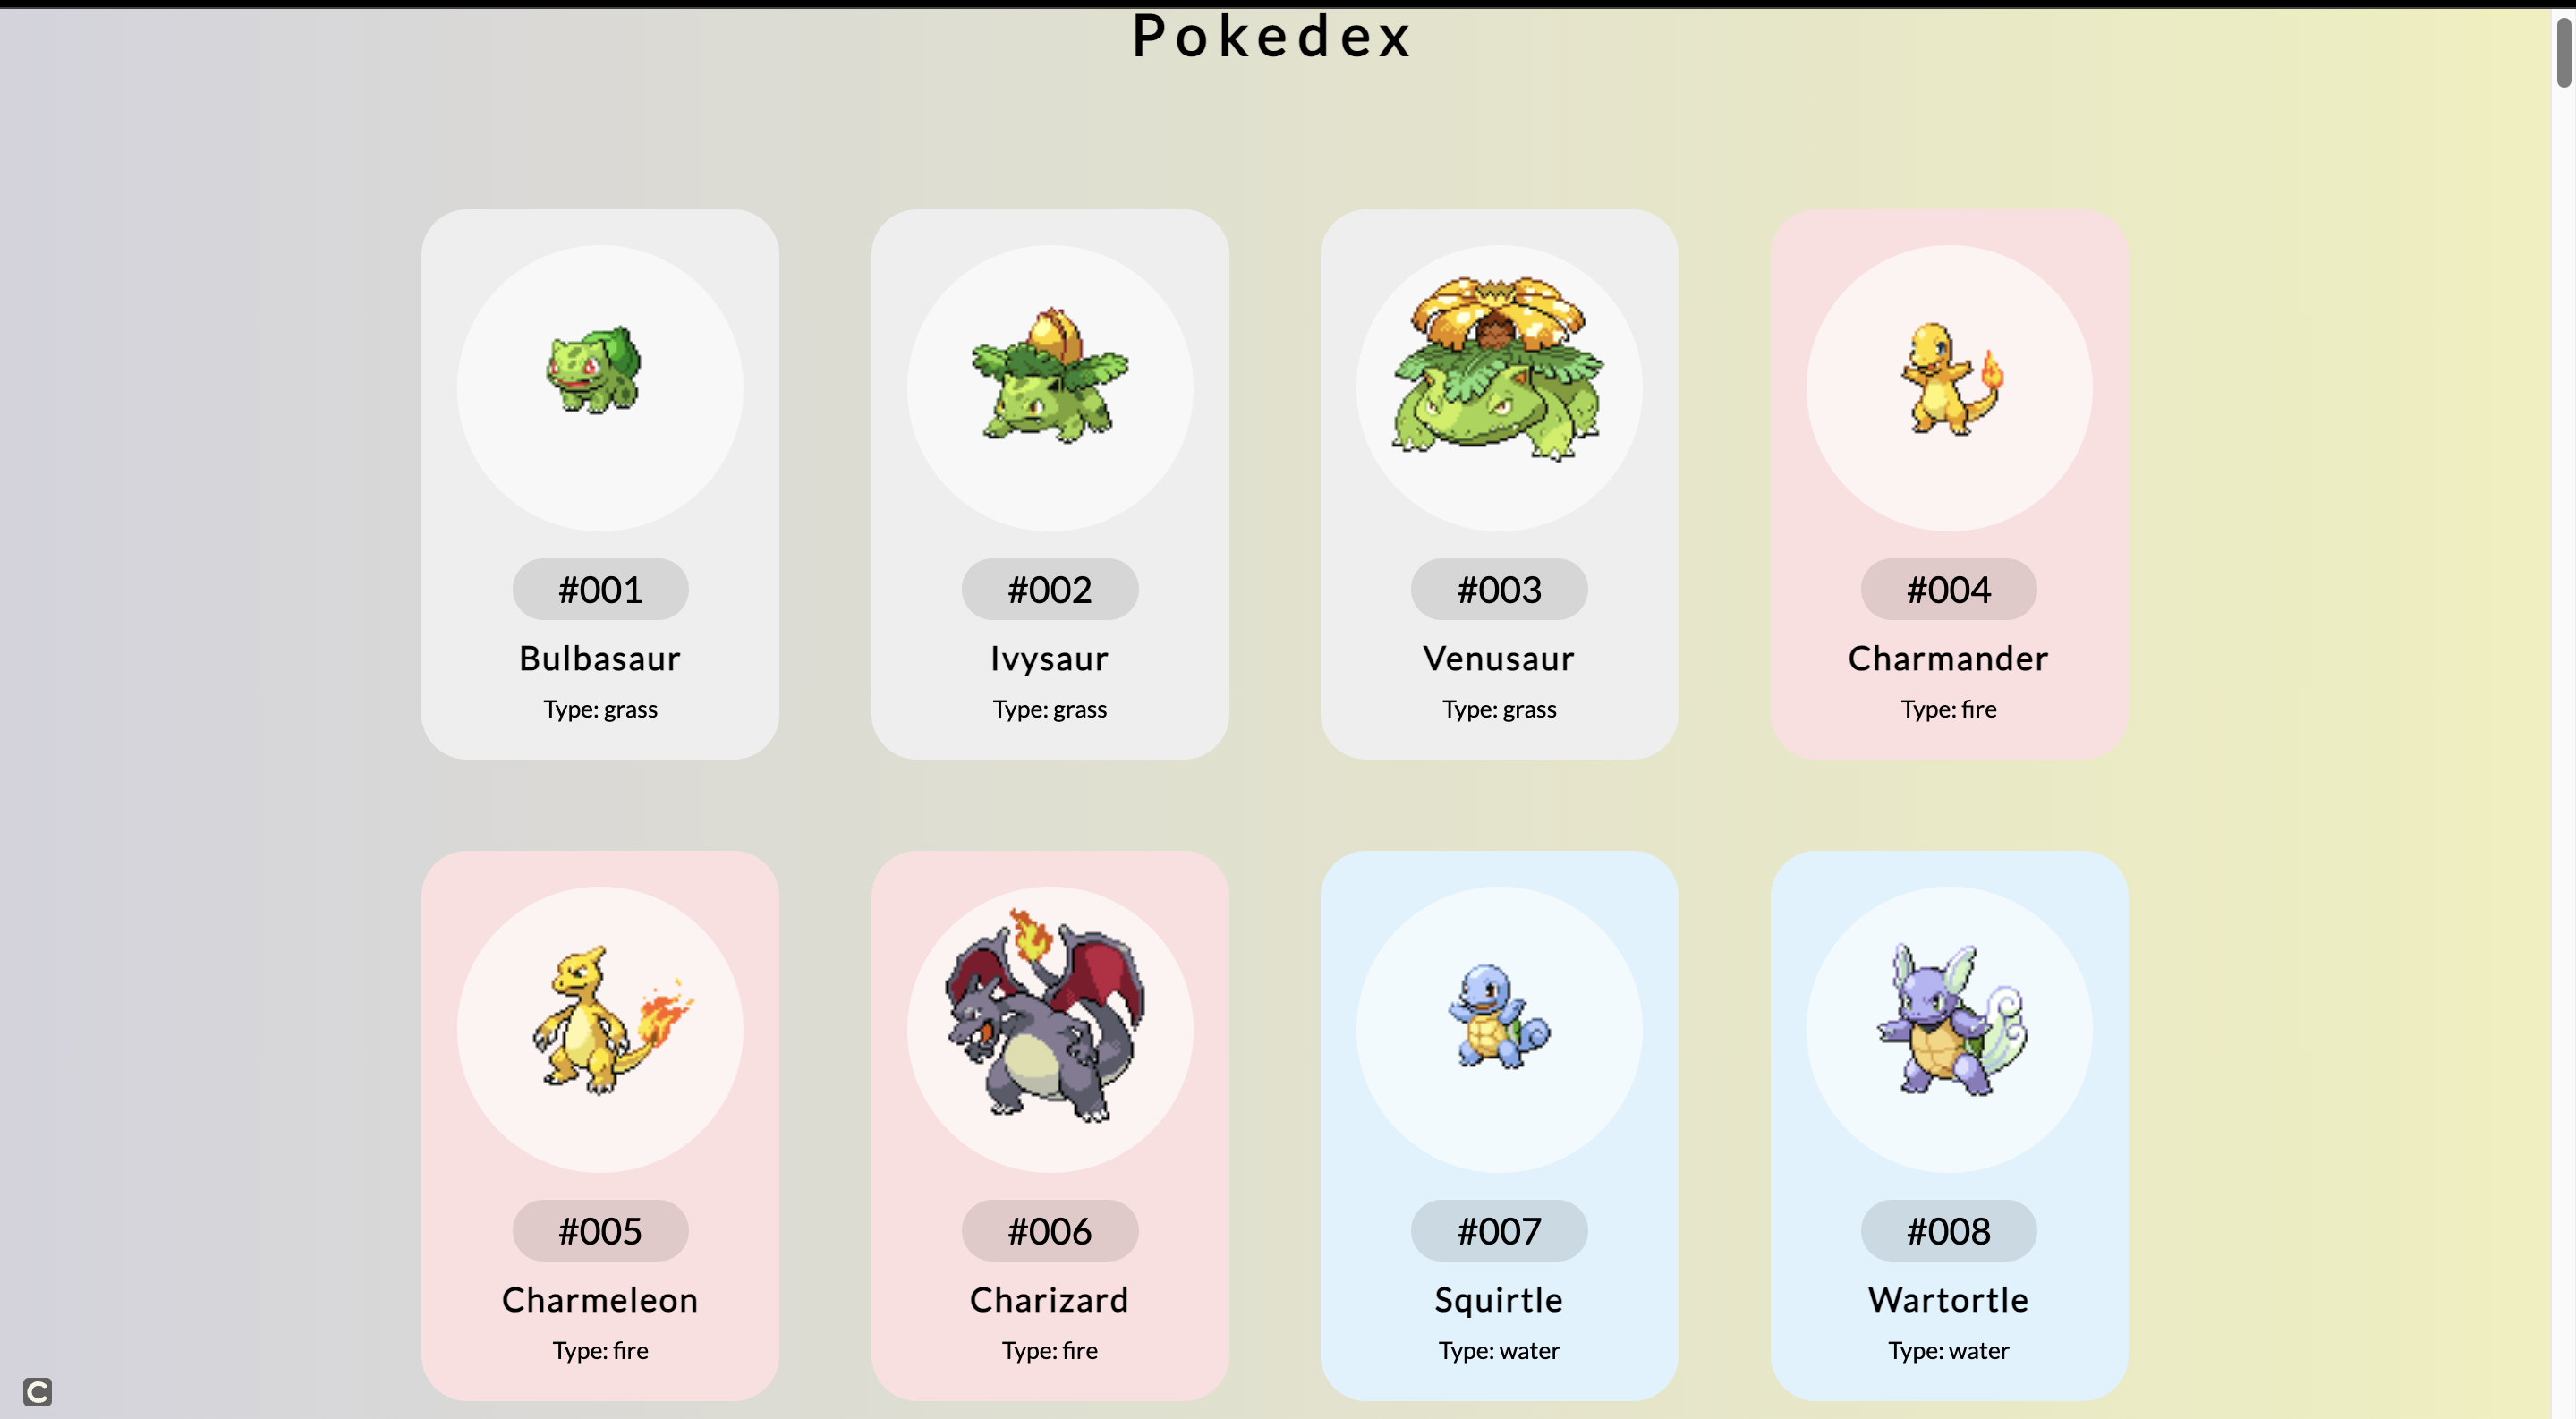 Pokedex
#001
Bulbasaur
Type: grass
#002
Ivysaur
Type: grass
#003
Venusaur
Type: grass
#004
Charmander
Type: fire
#005
Charmeleon
Type: fire
#006
Charizard
Type: fire
#007
Squirtle
Type: water
#008
Wartortle
Type: water
C